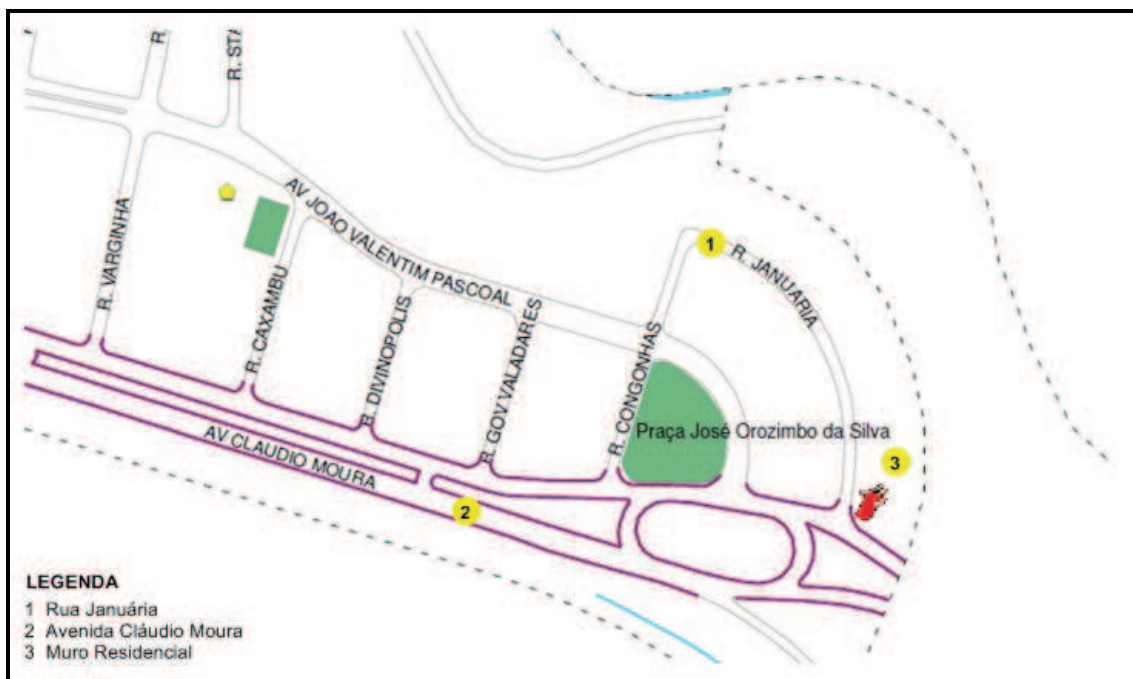 R.
R. STA
R. VARGINHA
AV JOAO VALENTIM PASCOAL
R. CAXAMBU
R. DIVINOPOLIS
R. GOV VALADARES
R. CONGONHAS
1
R. JANUARIA
Praça José Orozimbo da Silva
3
AV CLAUDIO MOURA
2
LEGENDA
1 Rua Januária
2 Avenida Cláudio Moura
3 Muro Residencial